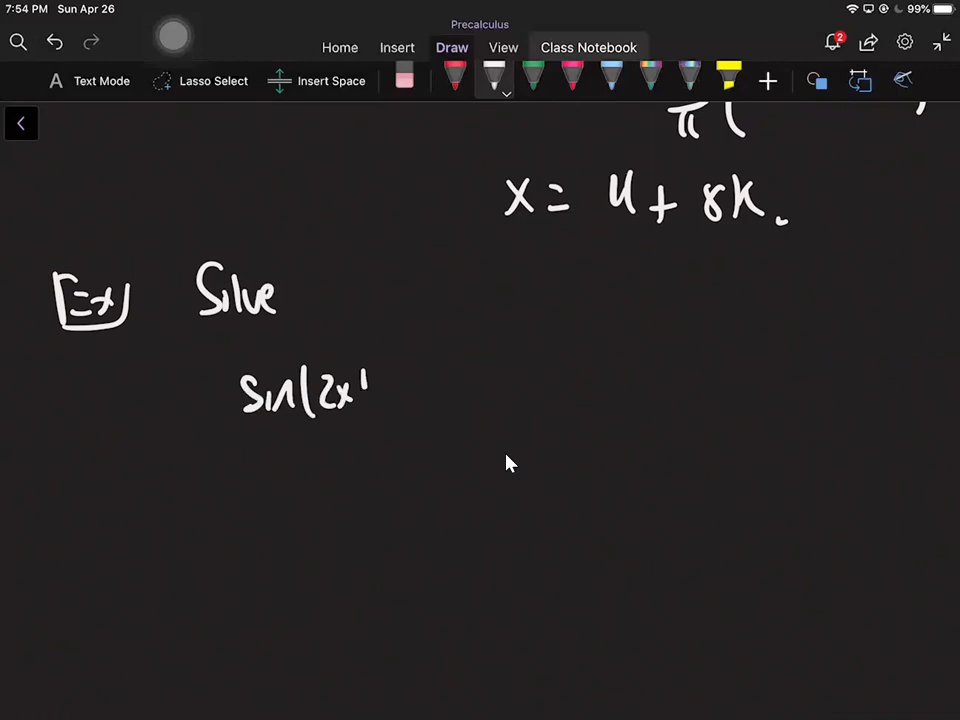 7:54 PM Sun Apr 26 99%
Precalculus
Home Insert Draw View Class Notebook 2
A Text Mode Lasso Select Insert Space
π (
x = 4 + 8k.
Ex Solve
sin(2x